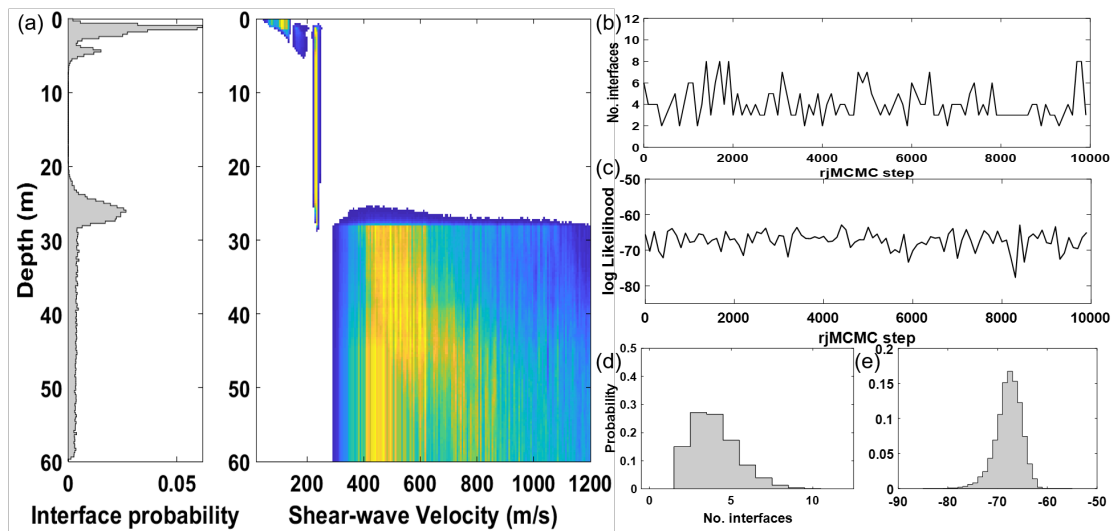 (a)
0
10
20
30
40
50
60
Depth (m)
0 0.05
Interface probability
0
10
20
30
40
50
60
200 400 600 800 1000 1200
Shear-wave Velocity (m/s)
(b)
12
10
8
6
4
2
0
No. interfaces
0 2000 4000 6000 8000 10000
rjMCMC step
(c)
-50
-60
-70
-80
log Likelihood
0 2000 4000 6000 8000 10000
rjMCMC step
(d)
0.5
0.4
0.3
0.2
0.1
0
Probability
0 5 10
No. interfaces
(e)
0.2
0.15
0.1
0.05
0
-90 -80 -70 -60 -50